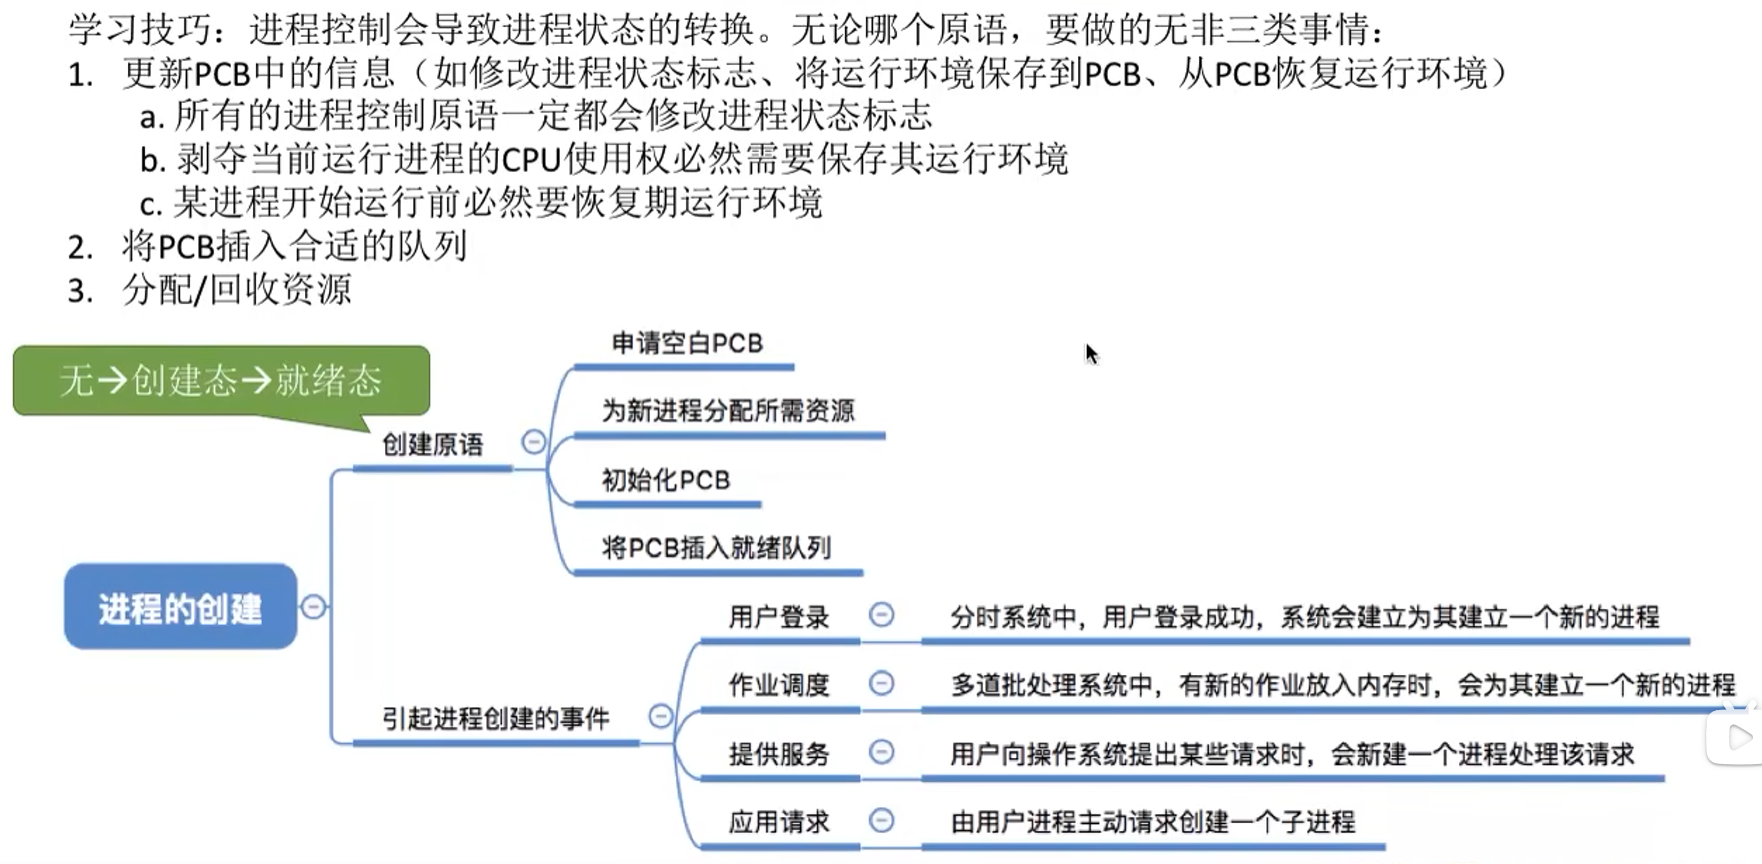 学习技巧：进程控制会导致进程状态的转换。无论哪个原语，要做的无非三类事情：
1. 更新PCB中的信息（如修改进程状态标志、将运行环境保存到PCB、从PCB恢复运行环境）
a. 所有的进程控制原语一定都会修改进程状态标志
b. 剥夺当前运行进程的CPU使用权必然需要保存其运行环境
c. 某进程开始运行前必然要恢复期运行环境
2. 将PCB插入合适的队列
3. 分配/回收资源
无→创建态→就绪态
进程的创建
创建原语
申请空白PCB
为新进程分配所需资源
初始化PCB
将PCB插入就绪队列
引起进程创建的事件
用户登录
分时系统中，用户登录成功，系统会建立为其建立一个新的进程
作业调度
多道批处理系统中，有新的作业放入内存时，会为其建立一个新的进程
提供服务
用户向操作系统提出某些请求时，会新建一个进程处理该请求
应用请求
由用户进程主动请求创建一个子进程